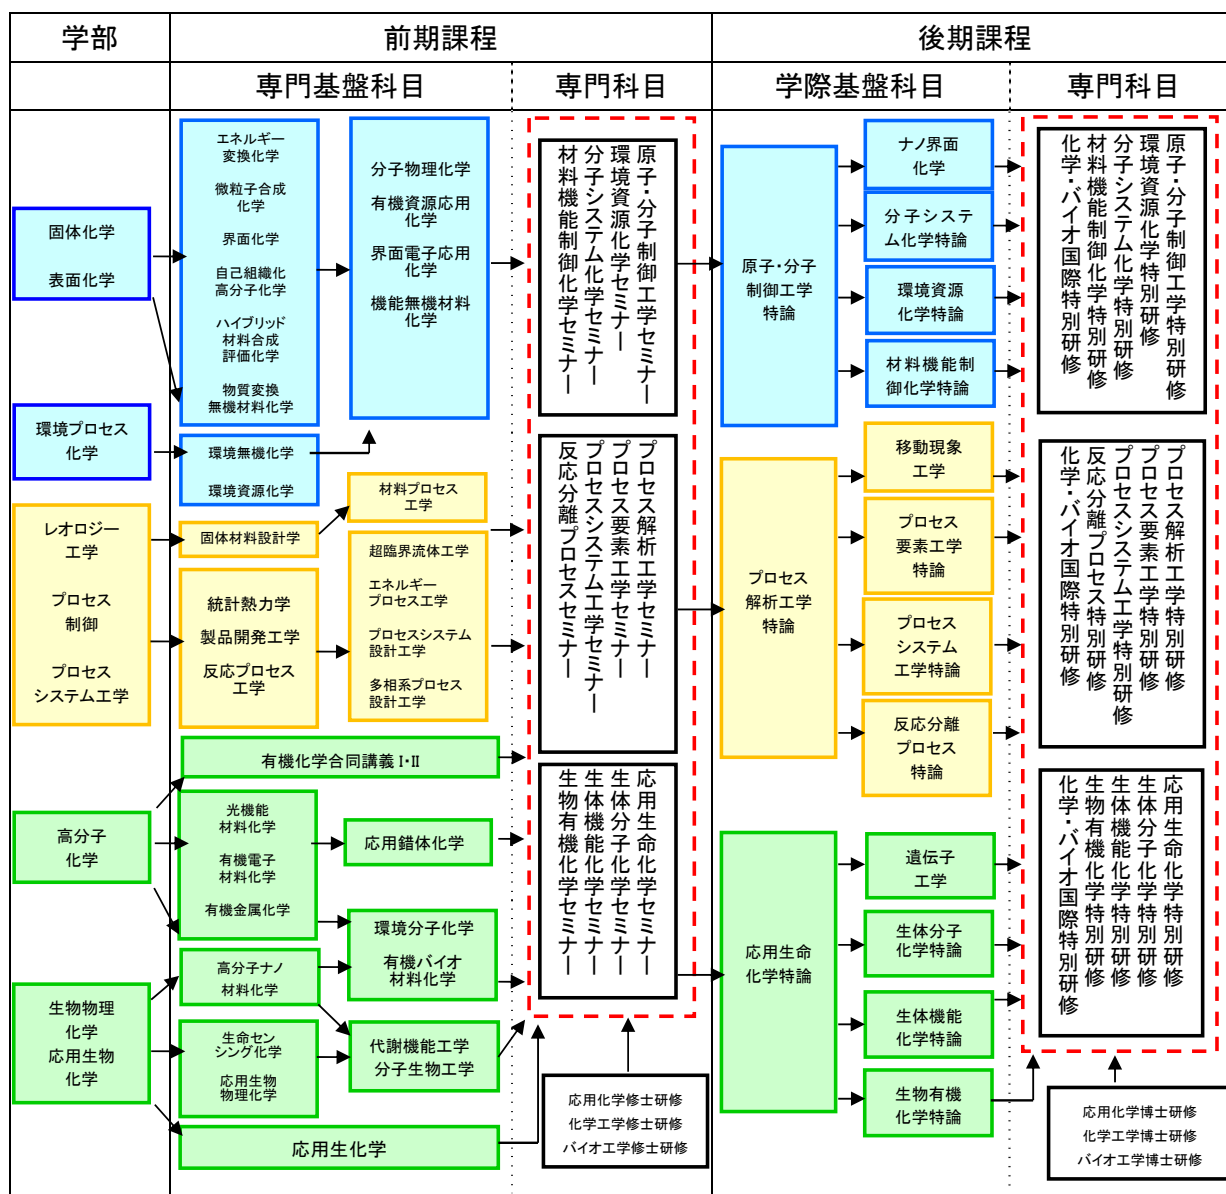 学部
前期課程
後期課程
専門基盤科目
専門科目
学際基盤科目
専門科目
固体化学
表面化学
環境プロセス
化学
レオロジー
工学
プロセス
制御
プロセス
システム工学
高分子
化学
生物物理
化学
応用生物
化学
エネルギー
変換化学
微粒子合成
化学
界面化学
自己組織化
高分子化学
ハイブリッド
材料合成
評価化学
物質変換
無機材料化学
環境無機化学
環境資源化学
固体材料設計学
統計熱力学
製品開発工学
反応プロセス
工学
有機化学合同講義 I・II
光機能
材料化学
有機電子
材料化学
有機金属化学
高分子ナノ
材料化学
生命セン
シング化学
応用生物
物理化学
応用生化学
分子物理化学
有機資源応用
化学
界面電子応用
化学
機能無機材料
化学
材料プロセス
工学
超臨界流体工学
エネルギー
プロセス工学
プロセスシステム
設計工学
多相系プロセス
設計工学
応用錯体化学
環境分子化学
有機バイオ
材料化学
代謝機能工学
分子生物工学
原子・分子制御工学セミナー
環境資源化学セミナー
分子システム化学セミナー
材料機能制御化学セミナー
プロセス解析工学セミナー
プロセス要素工学セミナー
プロセスシステム工学セミナー
反応分離プロセスセミナー
応用生命化学セミナー
生体分子化学セミナー
生体機能化学セミナー
生物有機化学セミナー
応用化学修士研修
化学工学修士研修
バイオ工学修士研修
原子・分子
制御工学
特論
プロセス
解析工学
特論
応用生命
化学特論
ナノ界面
化学
分子システ
ム化学特論
環境資源
化学特論
材料機能制
御化学特論
移動現象
工学
プロセス
要素工学
特論
プロセス
システム
工学特論
反応分離
プロセス
特論
遺伝子
工学
生体分子
化学特論
生体機能
化学特論
生物有機
化学特論
原子・分子制御工学特別研修
環境資源化学特別研修
分子システム化学特別研修
材料機能制御化学特別研修
化学・バイオ国際特別研修
プロセス解析工学特別研修
プロセス要素工学特別研修
プロセスシステム工学特別研修
反応分離プロセス特別研修
化学・バイオ国際特別研修
応用生命化学特別研修
生体分子化学特別研修
生体機能化学特別研修
生物有機化学特別研修
化学・バイオ国際特別研修
応用化学博士研修
化学工学博士研修
バイオ工学博士研修